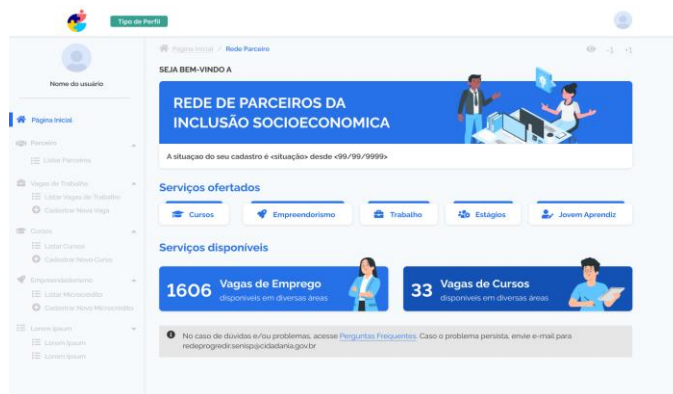 Tipo de Perfil
Nome do usuário
Página Inicial
Parceiro
Listar Parceiros
Vagas de Trabalho
Listar Vagas de Trabalho
Cadastrar Nova Vaga
Cursos
Listar Cursos
Cadastrar Novo Curso
Empreendedorismo
Listar Microcrédito
Cadastrar Novo Microcrédito
Lorem Ipsum
Lorem Ipsum
Lorem Ipsum
Página Inicial / Rede Parceiro
-1 +1
SEJA BEM-VINDO A
REDE DE PARCEIROS DA
INCLUSÃO SOCIOECONOMICA
A situaçao do seu cadastro é <situação> desde <99/99/9999>
Serviços ofertados
Cursos
Empreendorismo
Trabalho
Estágios
Jovem Aprendiz
Serviços disponíveis
1606 Vagas de Emprego
disponíveis em diversas áreas
33 Vagas de Cursos
disponíveis em diversas áreas
No caso de dúvidas e/ou problemas, acesse Perguntas Frequentes. Caso o problema persista, envie e-mail para
redeprogredir.senisp@cidadania.gov.br